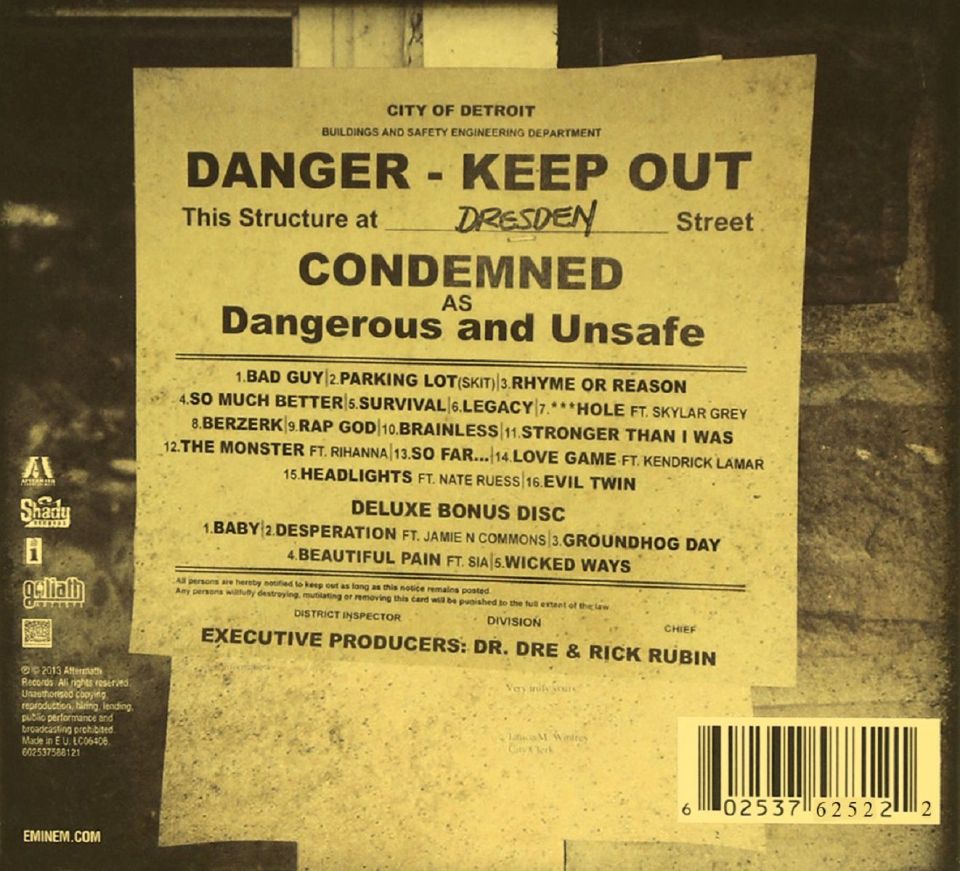 CITY OF DETROIT
BUILDINGS AND SAFETY ENGINEERING DEPARTMENT
DANGER - KEEP OUT
This Structure at DRESDEN Street
CONDEMNED
AS
Dangerous and Unsafe
1.BAD GUY|2.PARKING LOT(SKIT)|3.RHYME OR REASON
4.SO MUCH BETTER|5.SURVIVAL|6.LEGACY|7.***HOLE FT. SKYLAR GREY
8.BERZERK|9.RAP GOD|10.BRAINLESS|11.STRONGER THAN I WAS
12.THE MONSTER FT. RIHANNA|13.SO FAR...|14.LOVE GAME FT. KENDRICK LAMAR
15.HEADLIGHTS FT. NATE RUESS|16.EVIL TWIN
DELUXE BONUS DISC
1.BABY|2.DESPERATION FT. JAMIE N COMMONS|3.GROUNDHOG DAY
4.BEAUTIFUL PAIN FT. SIA|5.WICKED WAYS
All persons are hereby notified to keep out as long as this notice remains posted.
Any persons willfully destroying, mutilating or removing this card will be punished to the full extent of the law
DISTRICT INSPECTOR DIVISION CHIEF
EXECUTIVE PRODUCERS: DR. DRE & RICK RUBIN
Very truly yours
City Clerk
AFTERMATH
Shady
RECORDS
i
goliath
℗ © 2013 Aftermath
Records. All rights reserved.
Unauthorised copying,
reproduction, hiring, lending,
public performance and
broadcasting prohibited.
Made in E.U. LC06406.
602537588121
EMINEM.COM
6 02537 62522 2